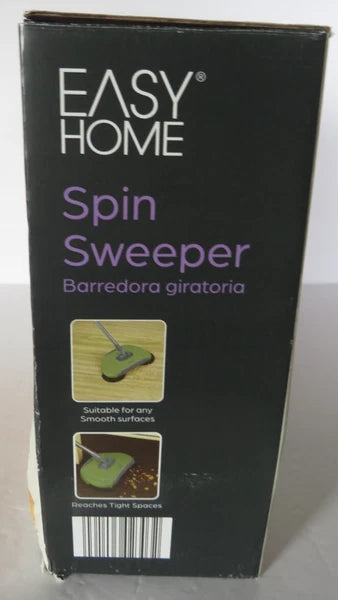 EASY®
HOME
Spin
Sweeper
Barredora giratoria
Suitable for any
Smooth surfaces
Reaches Tight Spaces